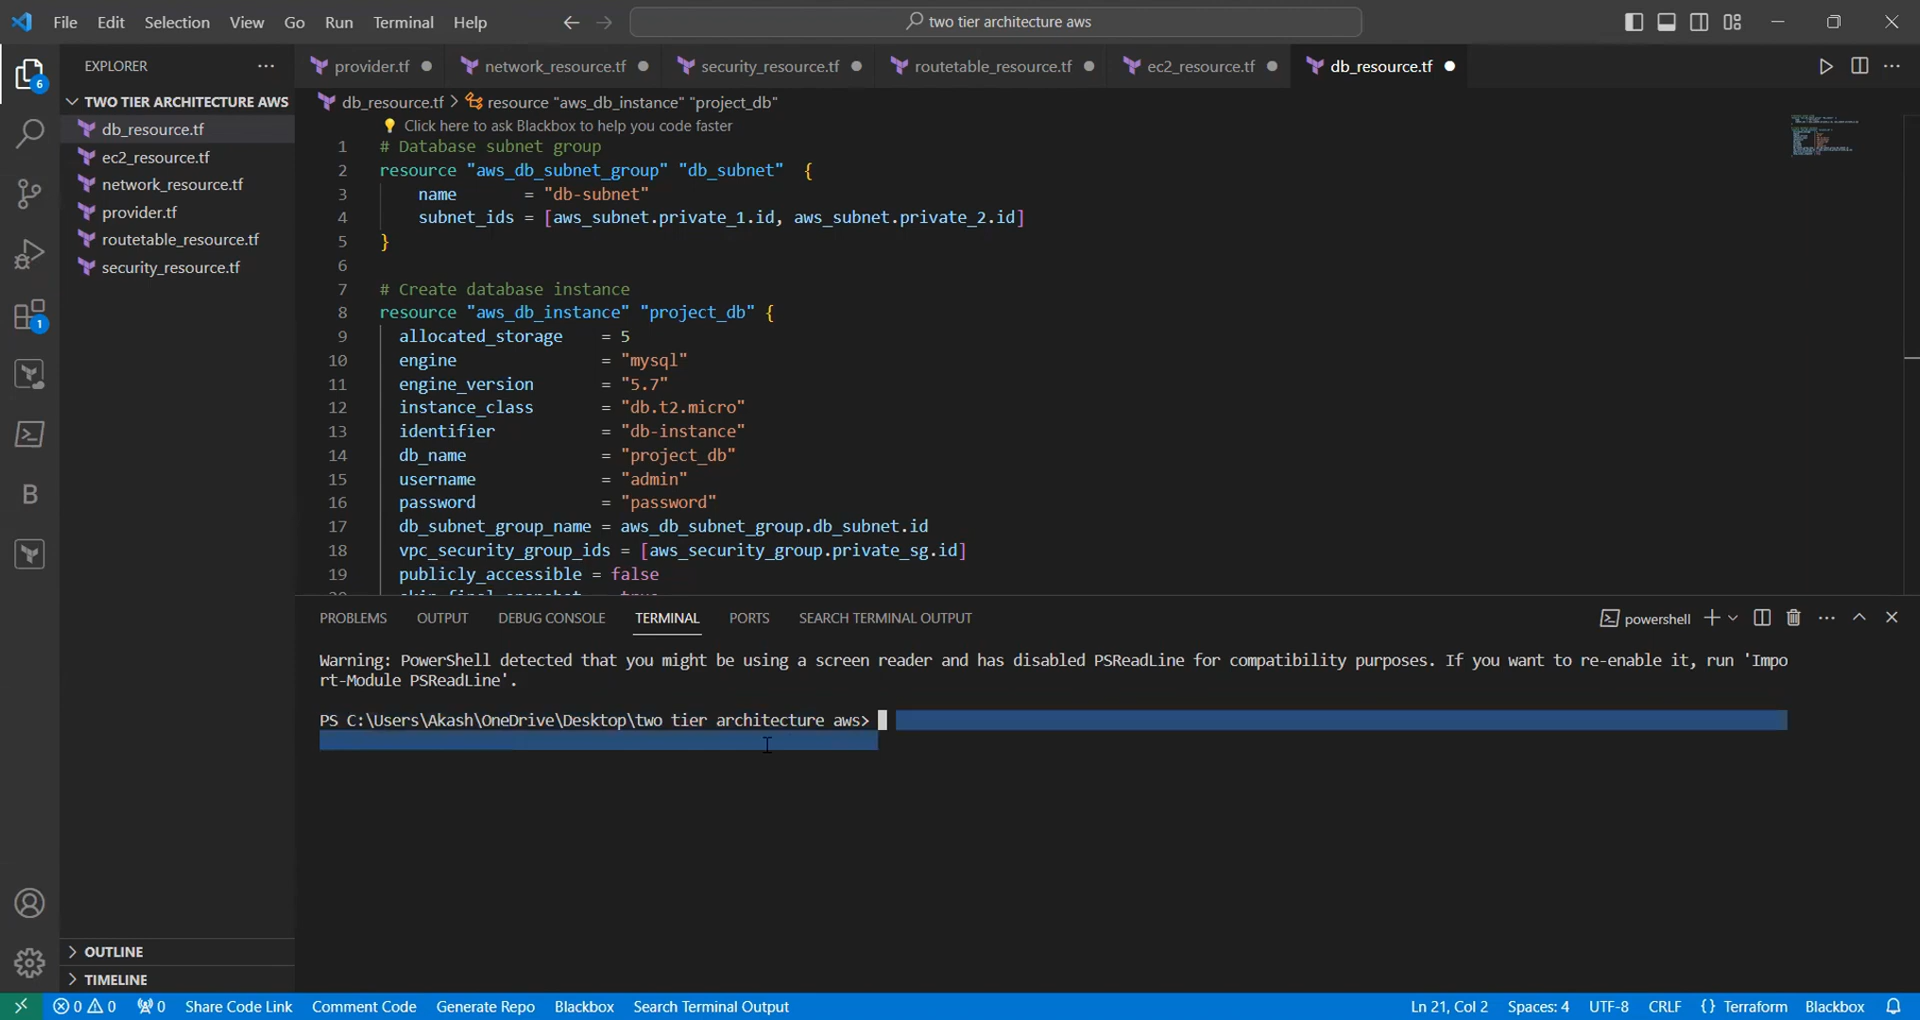 File Edit Selection View Go Run Terminal Help
two tier architecture aws
EXPLORER
TWO TIER ARCHITECTURE AWS
db_resource.tf
ec2_resource.tf
network_resource.tf
provider.tf
routetable_resource.tf
security_resource.tf
OUTLINE
TIMELINE
6
1
B
provider.tf network_resource.tf security_resource.tf routetable_resource.tf ec2_resource.tf db_resource.tf
db_resource.tf > resource "aws_db_instance" "project_db"
Click here to ask Blackbox to help you code faster
1 # Database subnet group
2 resource "aws_db_subnet_group" "db_subnet" {
3 name = "db-subnet"
4 subnet_ids = [aws_subnet.private_1.id, aws_subnet.private_2.id]
5 }
6
7 # Create database instance
8 resource "aws_db_instance" "project_db" {
9 allocated_storage = 5
10 engine = "mysql"
11 engine_version = "5.7"
12 instance_class = "db.t2.micro"
13 identifier = "db-instance"
14 db_name = "project_db"
15 username = "admin"
16 password = "password"
17 db_subnet_group_name = aws_db_subnet_group.db_subnet.id
18 vpc_security_group_ids = [aws_security_group.private_sg.id]
19 publicly_accessible = false
PROBLEMS OUTPUT DEBUG CONSOLE TERMINAL PORTS SEARCH TERMINAL OUTPUT
powershell
Warning: PowerShell detected that you might be using a screen reader and has disabled PSReadLine for compatibility purposes. If you want to re-enable it, run 'Impo
rt-Module PSReadLine'.
PS C:\Users\Akash\OneDrive\Desktop\two tier architecture aws>
0 0 0 Share Code Link Comment Code Generate Repo Blackbox Search Terminal Output Ln 21, Col 2 Spaces: 4 UTF-8 CRLF {} Terraform Blackbox